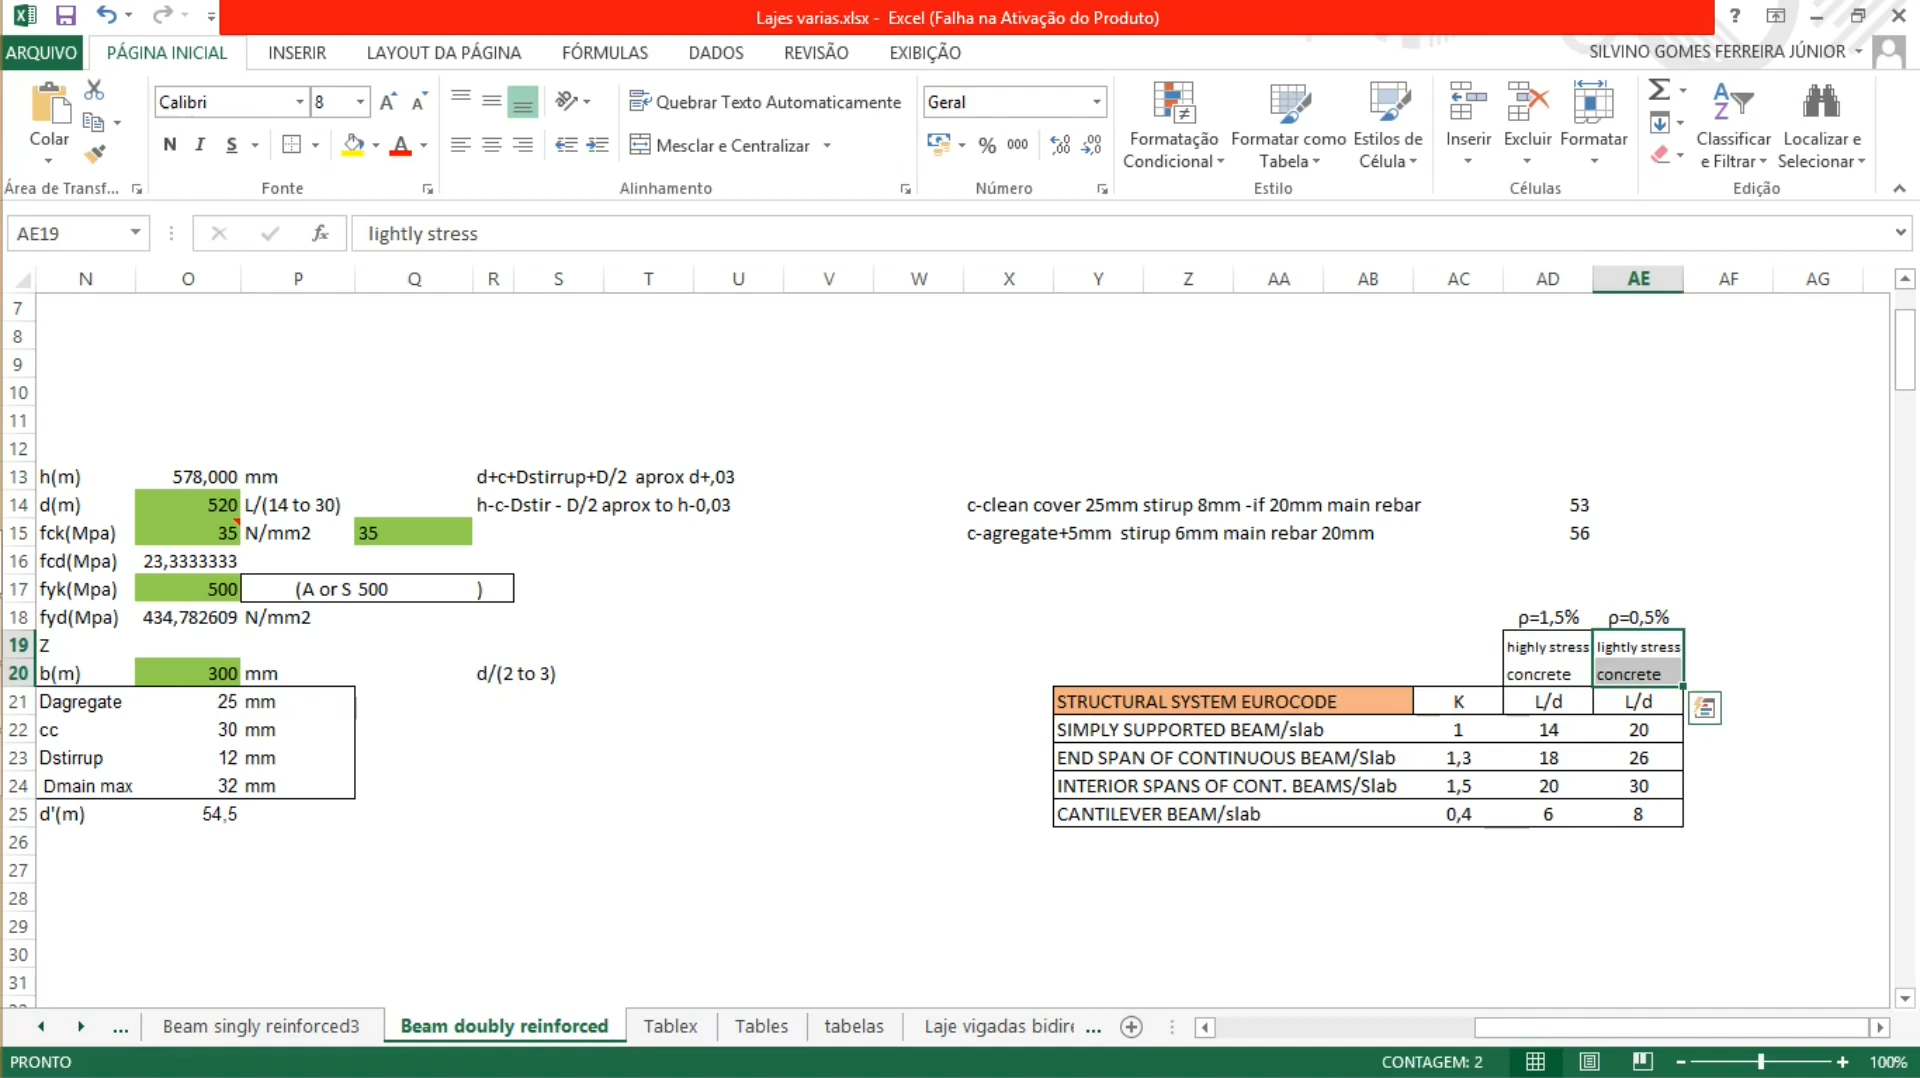 Lajes varias.xlsx - Excel (Falha na Ativação do Produto)
?
ARQUIVO PÁGINA INICIAL INSERIR LAYOUT DA PÁGINA FÓRMULAS DADOS REVISÃO EXIBIÇÃO SILVINO GOMES FERREIRA JÚNIOR
Colar
Área de Transf...
Calibri 8
N I S
Fonte
Quebrar Texto Automaticamente
Mesclar e Centralizar
Alinhamento
Geral
% 000
Número
Formatação Condicional
Formatar como Tabela
Estilos de Célula
Estilo
Inserir Excluir Formatar
Células
Classificar e Filtrar
Localizar e Selecionar
Edição
AE19 fx lightly stress
N O P Q R S T U V W X Y Z AA AB AC AD AE AF AG
7
8
9
10
11
12
13 h(m) 578,000 mm d+c+Dstirrup+D/2 aprox d+,03
14 d(m) 520 L/(14 to 30) h-c-Dstir - D/2 aprox to h-0,03 c-clean cover 25mm stirup 8mm -if 20mm main rebar 53
15 fck(Mpa) 35 N/mm2 35 c-agregate+5mm stirup 6mm main rebar 20mm 56
16 fcd(Mpa) 23,3333333
17 fyk(Mpa) 500 (A or S 500 )
18 fyd(Mpa) 434,782609 N/mm2 ρ=1,5% ρ=0,5%
19 Z highly stress lightly stress
20 b(m) 300 mm d/(2 to 3) concrete concrete
21 Dagregate 25 mm STRUCTURAL SYSTEM EUROCODE K L/d L/d
22 cc 30 mm SIMPLY SUPPORTED BEAM/slab 1 14 20
23 Dstirrup 12 mm END SPAN OF CONTINUOUS BEAM/Slab 1,3 18 26
24 Dmain max 32 mm INTERIOR SPANS OF CONT. BEAMS/Slab 1,5 20 30
25 d'(m) 54,5 CANTILEVER BEAM/slab 0,4 6 8
26
27
28
29
30
31
... Beam singly reinforced3 Beam doubly reinforced Tablex Tables tabelas Laje vigadas bidire ...
PRONTO CONTAGEM: 2 100%